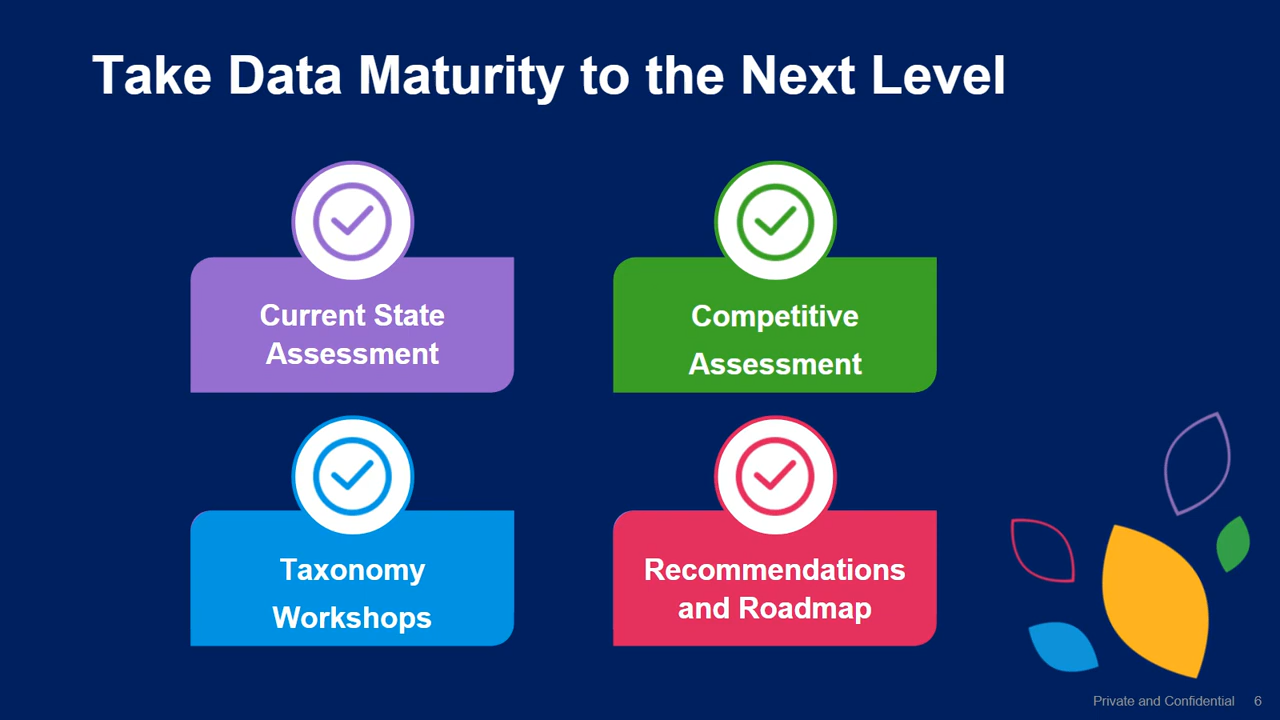 Take Data Maturity to the Next Level
Current State
Assessment
Competitive
Assessment
Taxonomy
Workshops
Recommendations
and Roadmap
Private and Confidential 6